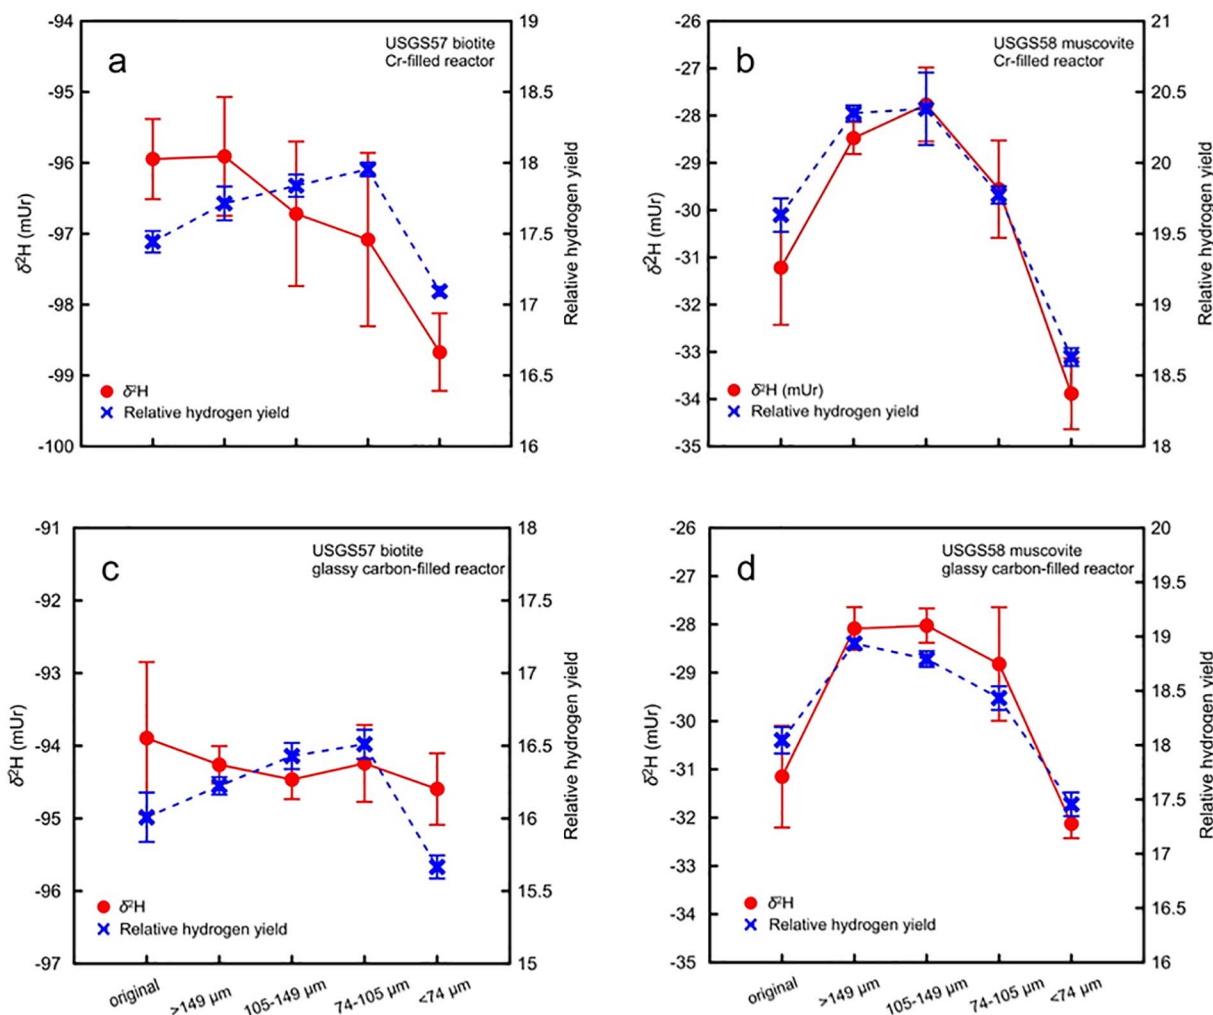 a
USGS57 biotite
Cr-filled reactor
-94
-95
-96
-97
-98
-99
-100
δ²H (mUr)
19
18.5
18
17.5
17
16.5
16
Relative hydrogen yield
δ²H
Relative hydrogen yield
b
USGS58 muscovite
Cr-filled reactor
-26
-27
-28
-29
-30
-31
-32
-33
-34
-35
δ²H (mUr)
21
20.5
20
19.5
19
18.5
18
Relative hydrogen yield
δ²H (mUr)
Relative hydrogen yield
c
USGS57 biotite
glassy carbon-filled reactor
-91
-92
-93
-94
-95
-96
-97
δ²H (mUr)
18
17.5
17
16.5
16
15.5
15
Relative hydrogen yield
δ²H
Relative hydrogen yield
original
>149 μm
105-149 μm
74-105 μm
<74 μm
d
USGS58 muscovite
glassy carbon-filled reactor
-26
-27
-28
-29
-30
-31
-32
-33
-34
-35
δ²H (mUr)
20
19.5
19
18.5
18
17.5
17
16.5
16
Relative hydrogen yield
δ²H
Relative hydrogen yield
original
>149 μm
105-149 μm
74-105 μm
<74 μm